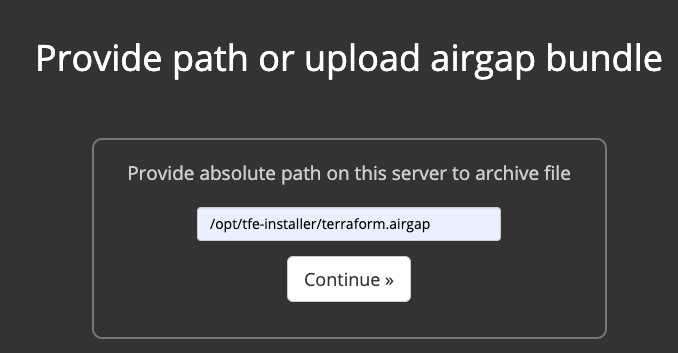 Provide path or upload airgap bundle
Provide absolute path on this server to archive file
/opt/tfe-installer/terraform.airgap
Continue »